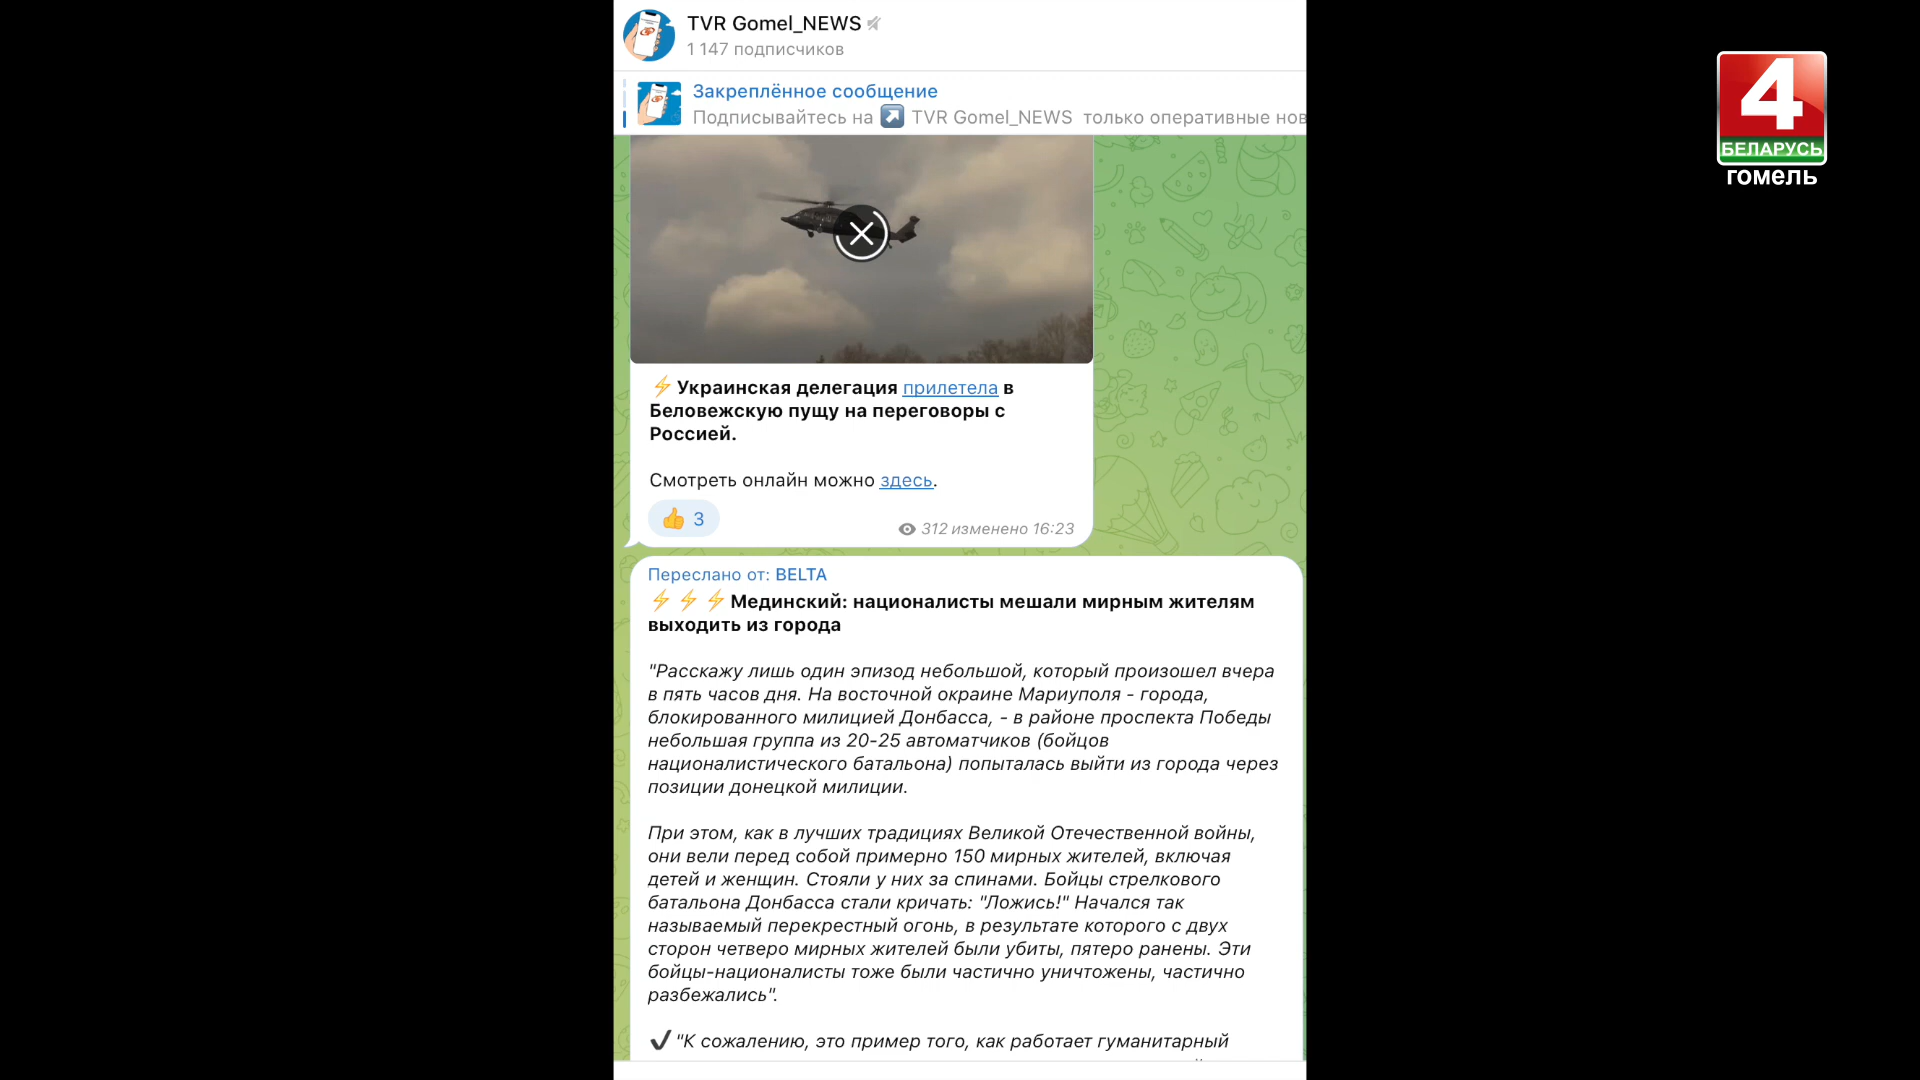 TVR Gomel_NEWS
1 147 подписчиков
Закреплённое сообщение
Подписывайтесь на TVR Gomel_NEWS только оперативные нов
4
БЕЛАРУСЬ
гомель
Украинская делегация прилетела в
Беловежскую пущу на переговоры с
Россией.
Смотреть онлайн можно здесь.
3
312 изменено 16:23
Переслано от: BELTA
Мединский: националисты мешали мирным жителям
выходить из города
"Расскажу лишь один эпизод небольшой, который произошел вчера
в пять часов дня. На восточной окраине Мариуполя - города,
блокированного милицией Донбасса, - в районе проспекта Победы
небольшая группа из 20-25 автоматчиков (бойцов
националистического батальона) попыталась выйти из города через
позиции донецкой милиции.
При этом, как в лучших традициях Великой Отечественной войны,
они вели перед собой примерно 150 мирных жителей, включая
детей и женщин. Стояли у них за спинами. Бойцы стрелкового
батальона Донбасса стали кричать: "Ложись!" Начался так
называемый перекрестный огонь, в результате которого с двух
сторон четверо мирных жителей были убиты, пятеро ранены. Эти
бойцы-националисты тоже были частично уничтожены, частично
разбежались".
"К сожалению, это пример того, как работает гуманитарный